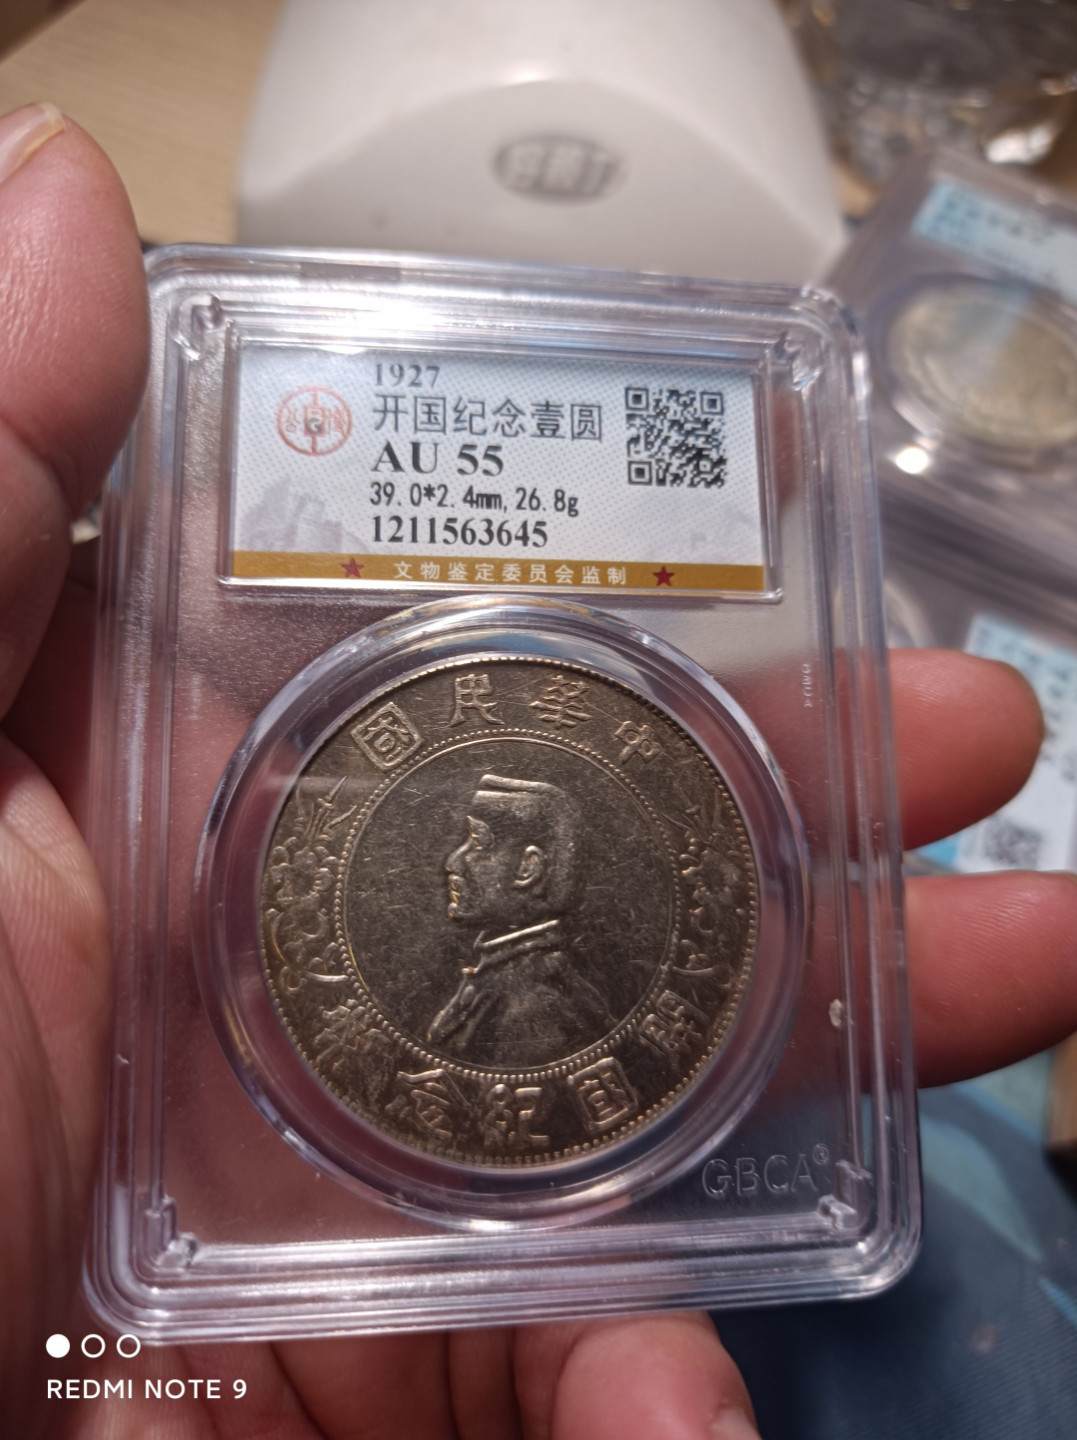 1927
开国纪念壹圆
AU 55
39.0*2.4mm, 26.8g
1211563645
★ 文物鉴定委员会监制 ★
中華民國
開國紀念幣
GBCA®
REDMI NOTE 9